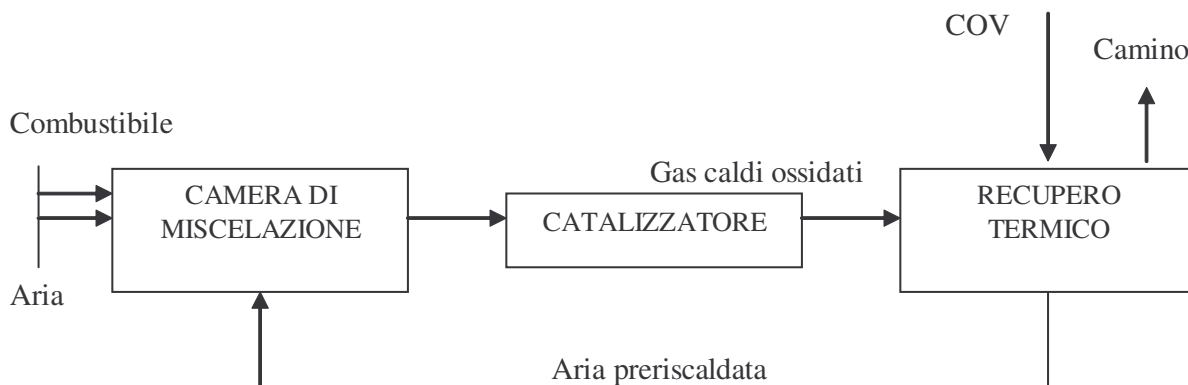 COV
Camino
Combustibile
CAMERA DI
MISCELAZIONE
Gas caldi ossidati
CATALIZZATORE
RECUPERO
TERMICO
Aria
Aria preriscaldata